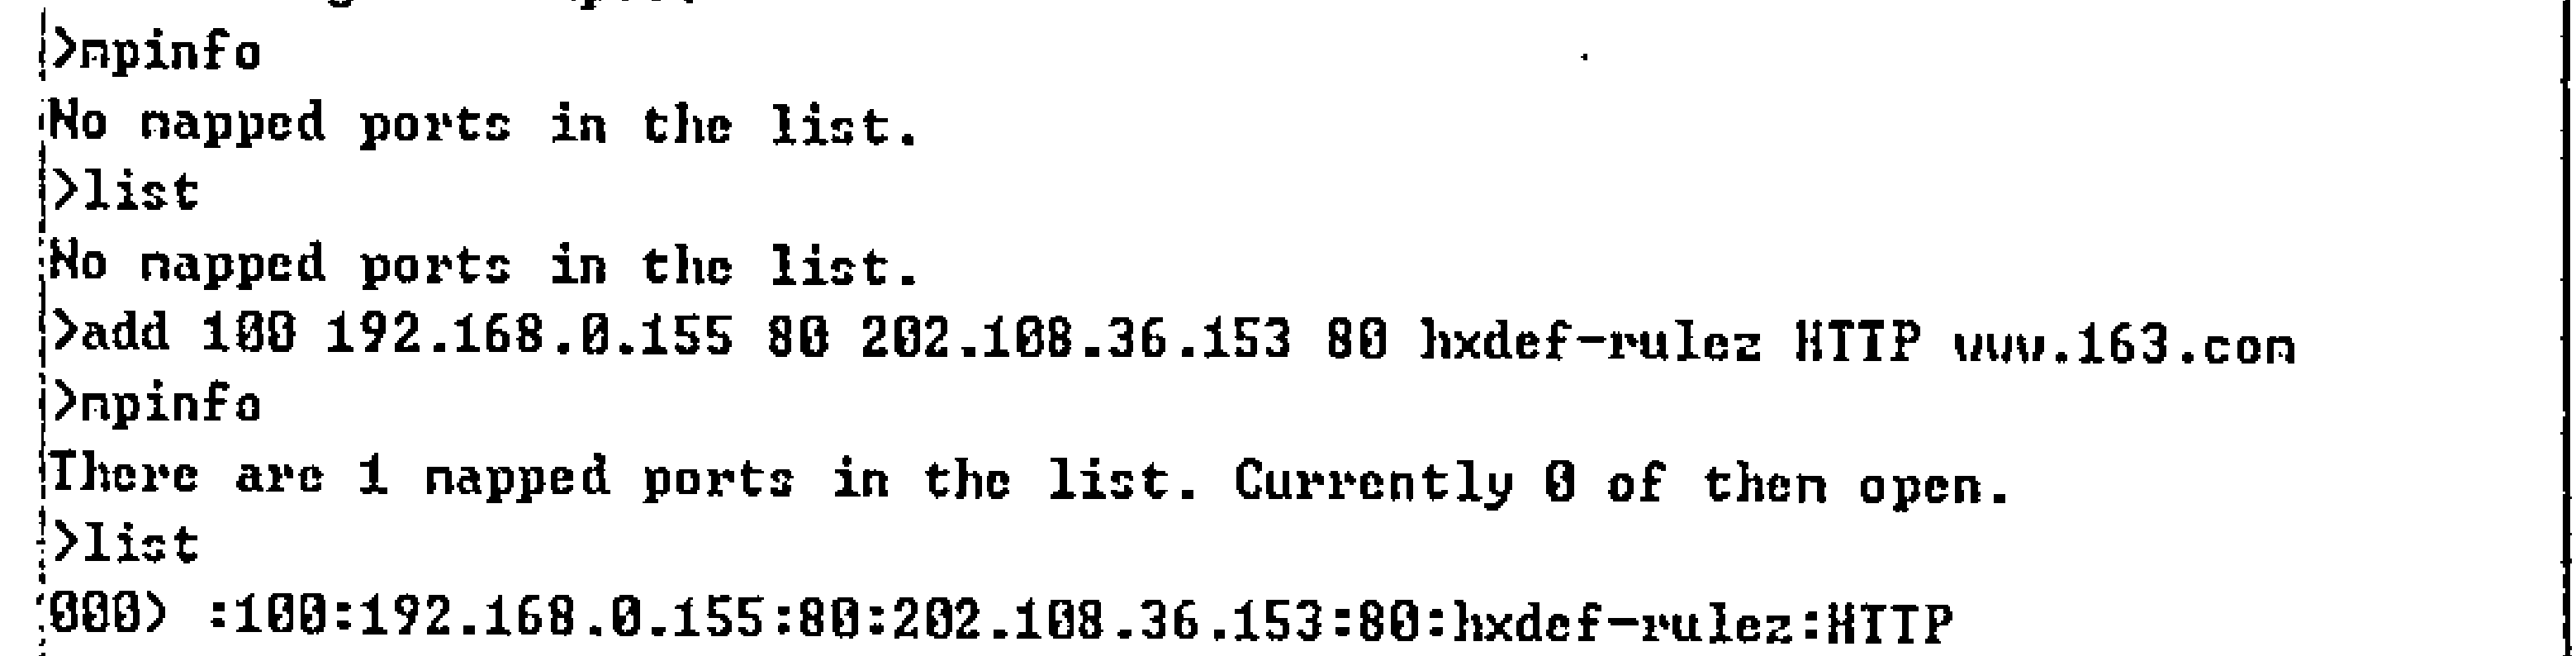 >mpinfo
No mapped ports in the list.
>list
No mapped ports in the list.
>add 100 192.168.0.155 80 202.108.36.153 80 hxdef-rulez HTTP www.163.com
>mpinfo
There are 1 mapped ports in the list. Currently 0 of them open.
>list
000) :100:192.168.0.155:80:202.108.36.153:80:hxdef-rulez:HTTP